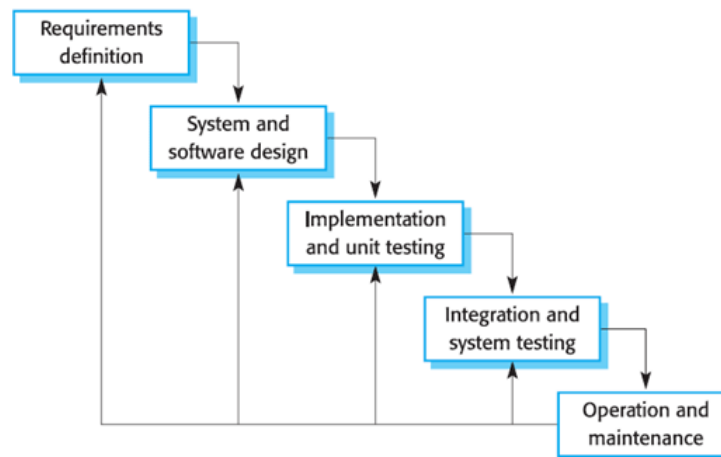 Requirements
definition
System and
software design
Implementation
and unit testing
Integration and
system testing
Operation and
maintenance